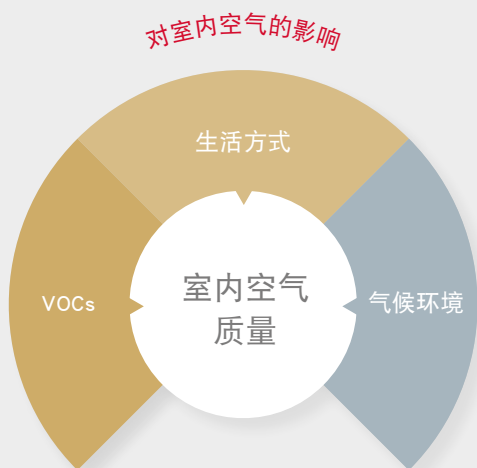 对室内空气的影响
生活方式
VOCs
室内空气
质量
气候环境